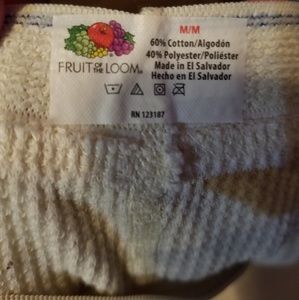 M/M
60% Cotton/Algodón
40% Polyester/Poliéster
Made in El Salvador
Hecho en El Salvador
FRUIT OF THE LOOM®
RN 123187